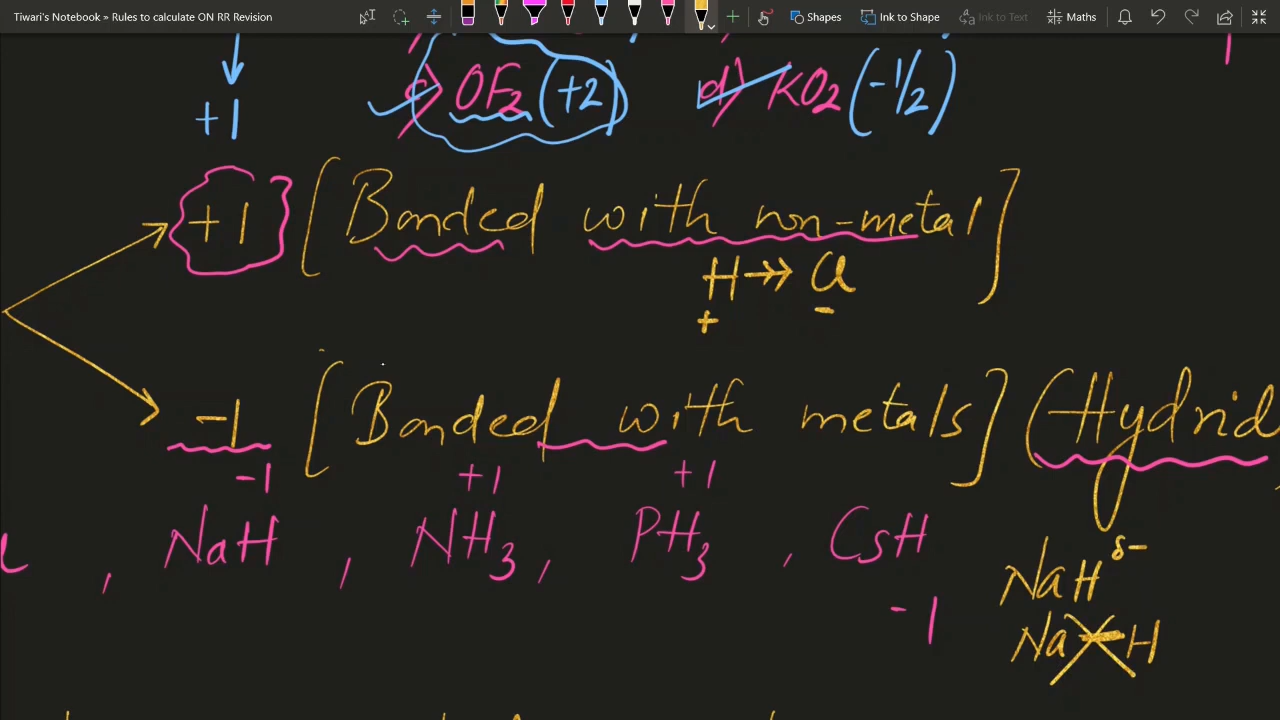 Tiwari's Notebook » Rules to calculate ON RR Revision
Shapes Ink to Shape Ink to Text Maths
+1 c) OF2 (+2) d) KO2 (-1/2)
+1 [Bonded with non-metal]
H →→ Cl
+ -
-1 [Bonded with metals] (Hydrid
-1 +1 +1
, NaH , NH3 , PH3 , CsH
-1
NaH δ-
Na H